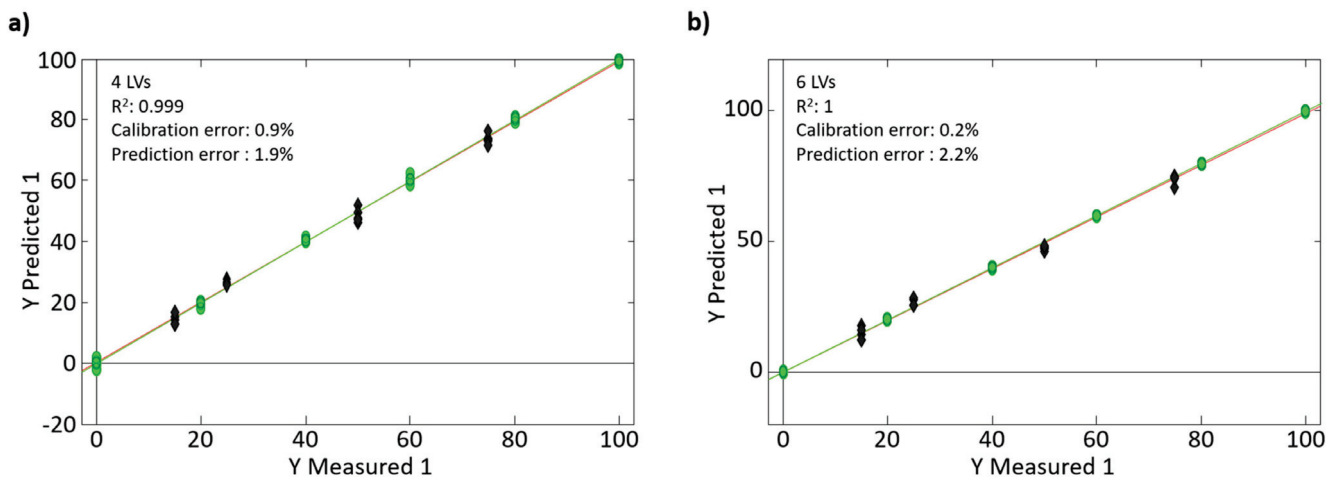 a)
4 LVs
R²: 0.999
Calibration error: 0.9%
Prediction error : 1.9%
Y Predicted 1
100
80
60
40
20
0
-20
0 20 40 60 80 100
Y Measured 1
b)
6 LVs
R²: 1
Calibration error: 0.2%
Prediction error : 2.2%
Y Predicted 1
100
50
0
0 20 40 60 80 100
Y Measured 1